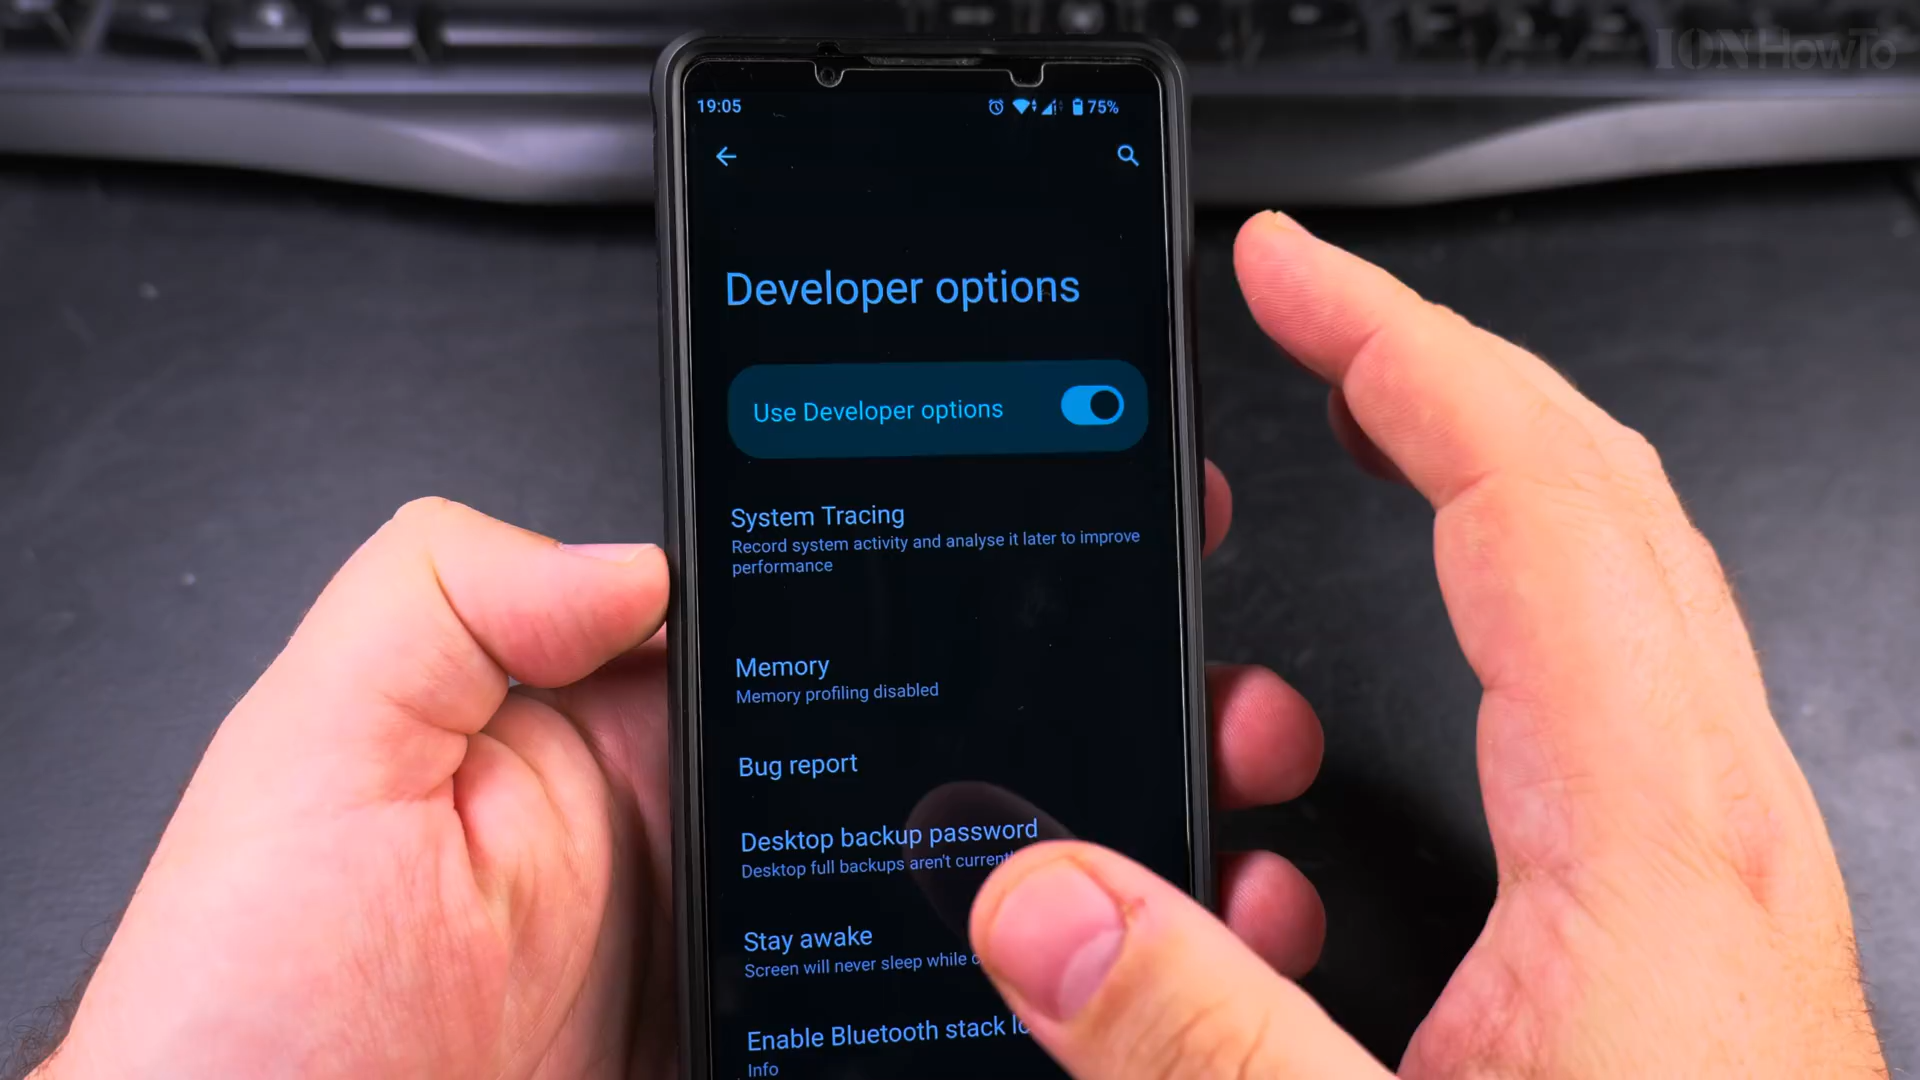 IONHowTo
19:05
75%
Developer options
Use Developer options
System Tracing
Record system activity and analyse it later to improve
performance
Memory
Memory profiling disabled
Bug report
Desktop backup password
Desktop full backups aren't
Stay awake
Screen will never sleep while
Enable Bluetooth stack
Info